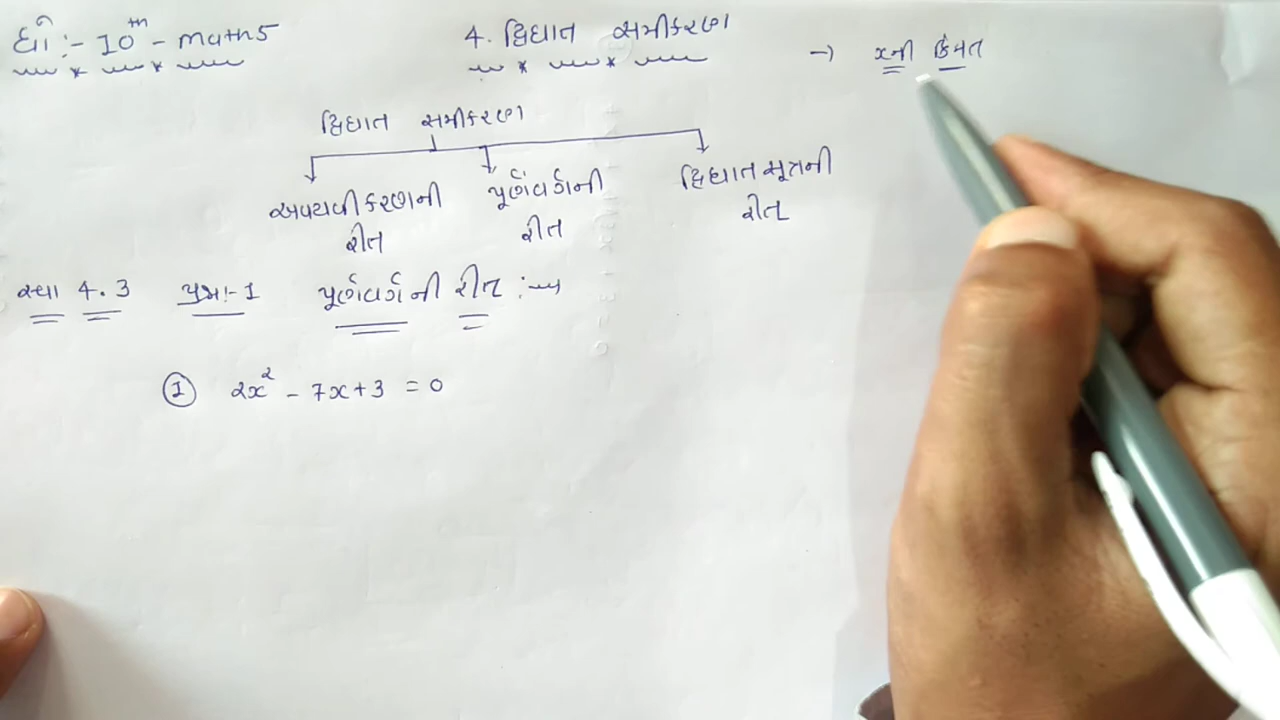 ધો :- 10th - maths
4. દ્વિઘાત સમીકરણ
→ xની કિંમત
દ્વિઘાત સમીકરણ
અવયવીકરણની રીત
પૂર્ણવર્ગની રીત
દ્વિઘાત સૂત્રની રીત
સ્વા 4.3 પ્રશ્ન:-1 પૂર્ણવર્ગની રીત :→
① 2x² - 7x + 3 = 0